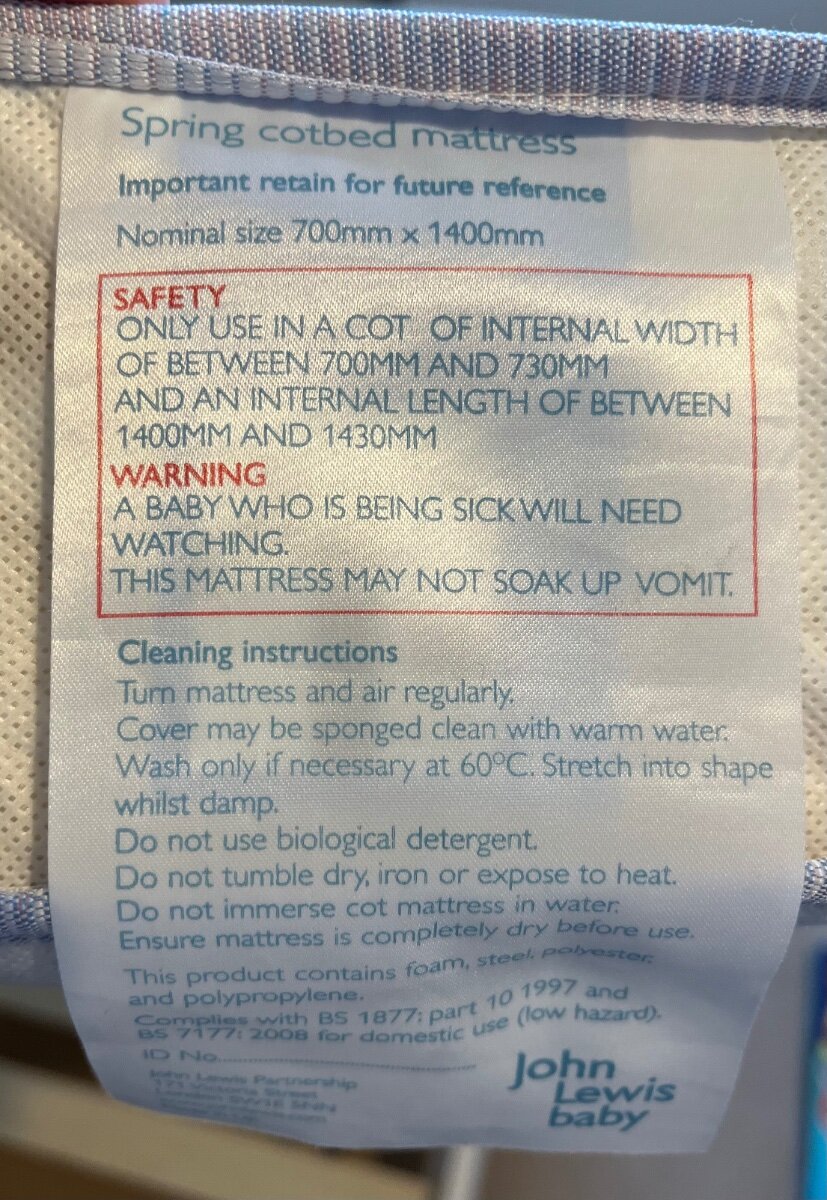 Spring cotbed mattress
Important retain for future reference
Nominal size 700mm x 1400mm
SAFETY
ONLY USE IN A COT OF INTERNAL WIDTH
OF BETWEEN 700MM AND 730MM
AND AN INTERNAL LENGTH OF BETWEEN
1400MM AND 1430MM
WARNING
A BABY WHO IS BEING SICK WILL NEED
WATCHING.
THIS MATTRESS MAY NOT SOAK UP VOMIT.
Cleaning instructions
Turn mattress and air regularly.
Cover may be sponged clean with warm water.
Wash only if necessary at 60°C. Stretch into shape
whilst damp.
Do not use biological detergent.
Do not tumble dry, iron or expose to heat.
Do not immerse cot mattress in water.
Ensure mattress is completely dry before use.
This product contains foam, steel, polyester,
and polypropylene.
Complies with BS 1877: part 10 1997 and
BS 7177: 2008 for domestic use (low hazard).
ID No..............................
John Lewis Partnership
171 Victoria Street
London SW1E 5NN
John
Lewis
baby